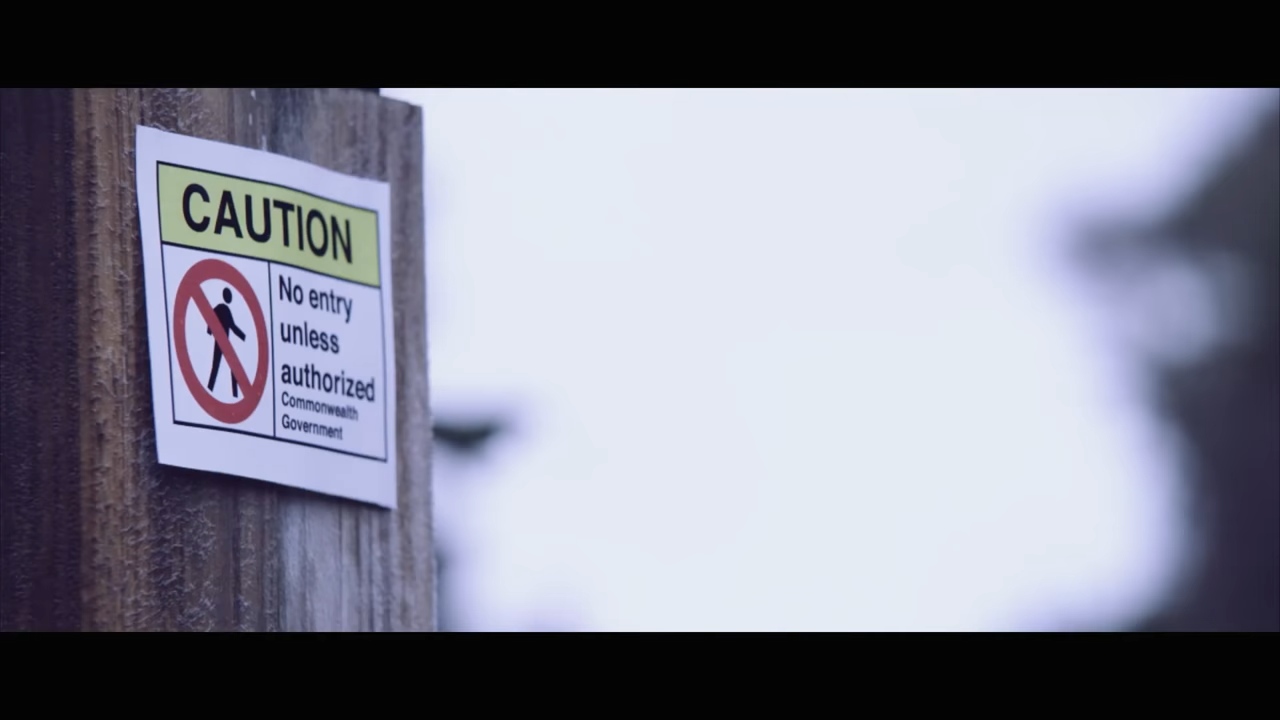 CAUTION
No entry
unless
authorized
Commonwealth
Government